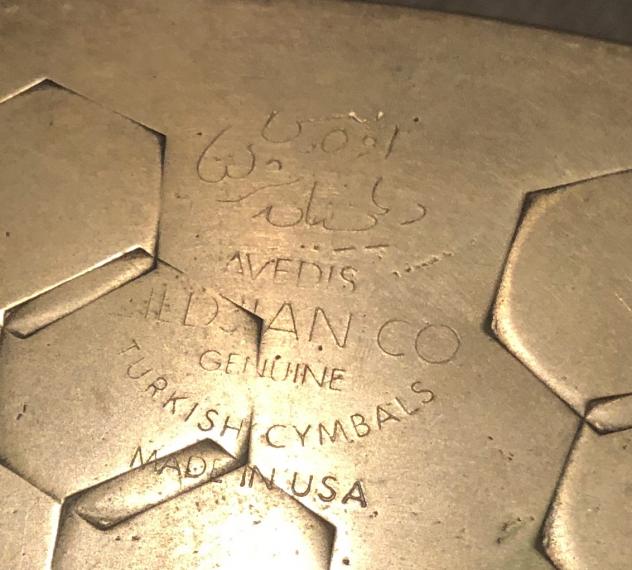 AVEDIS
ILDJIAN CO
GENUINE
TURKISH CYMBALS
MADE IN USA